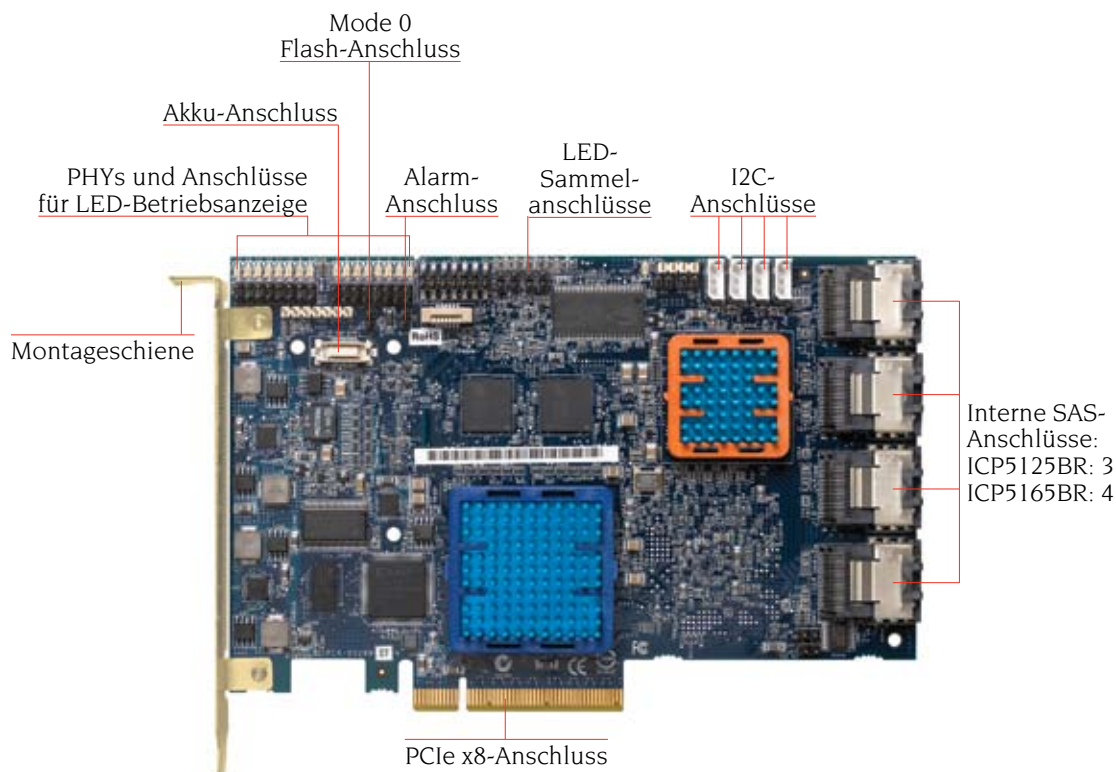 Mode 0
Flash-Anschluss
Akku-Anschluss
PHYs und Anschlüsse
für LED-Betriebsanzeige
Alarm-
Anschluss
LED-
Sammel-
anschlüsse
I2C-
Anschlüsse
RoHS
Montageschiene
Interne SAS-
Anschlüsse:
ICP5125BR: 3
ICP5165BR: 4
PCIe x8-Anschluss